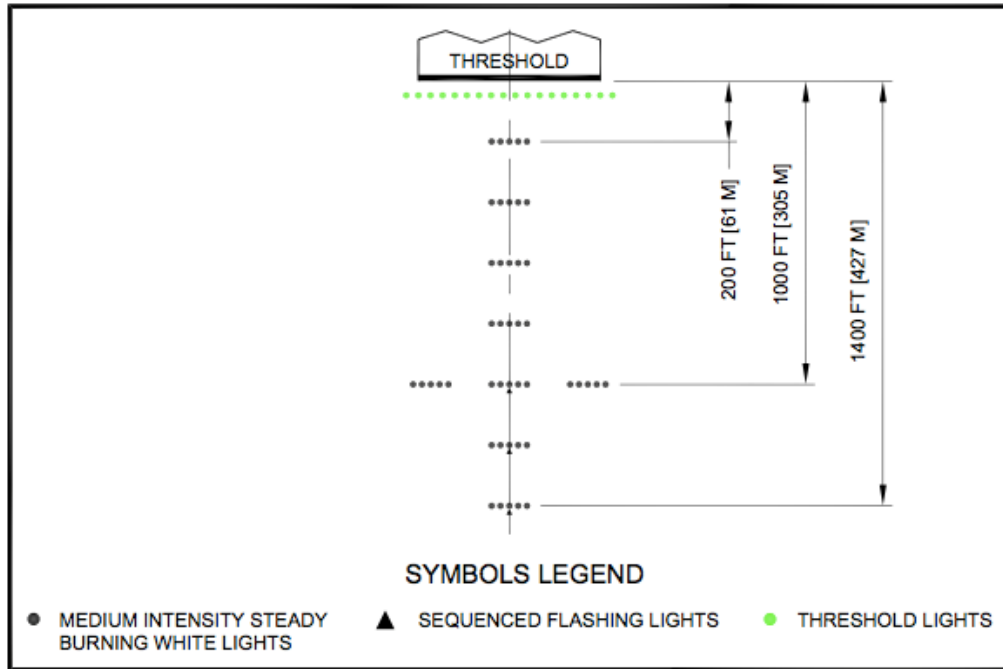 THRESHOLD
200 FT [61 M]
1000 FT [305 M]
1400 FT [427 M]
SYMBOLS LEGEND
MEDIUM INTENSITY STEADY
BURNING WHITE LIGHTS
SEQUENCED FLASHING LIGHTS
THRESHOLD LIGHTS